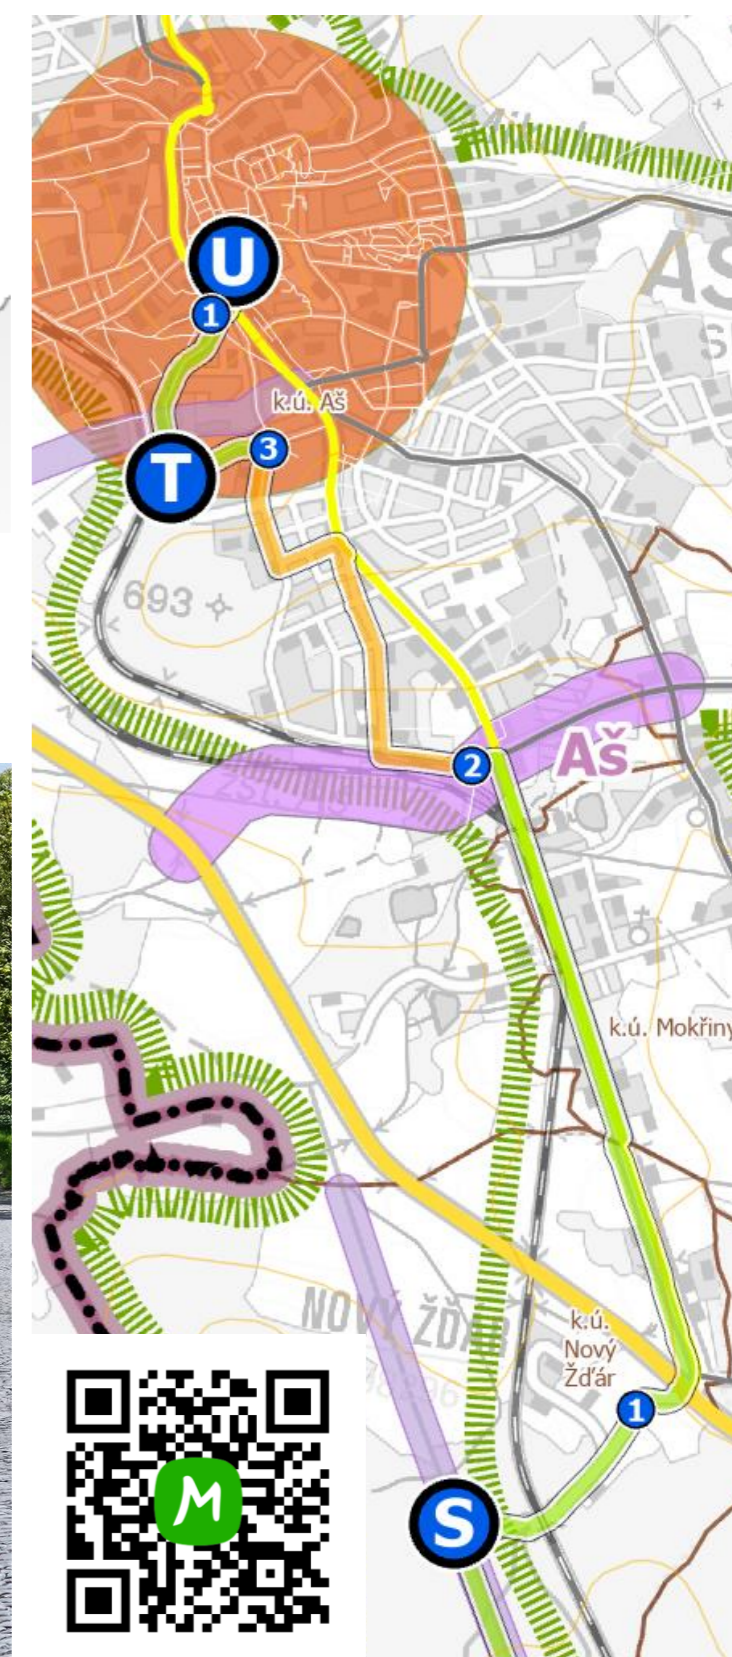 U
1
k.ú. Aš
3
T
693
2
Aš
k.ú. Mokřiny
NOVÝ ŽĎÁR
k.ú.
Nový
Žďár
1
S